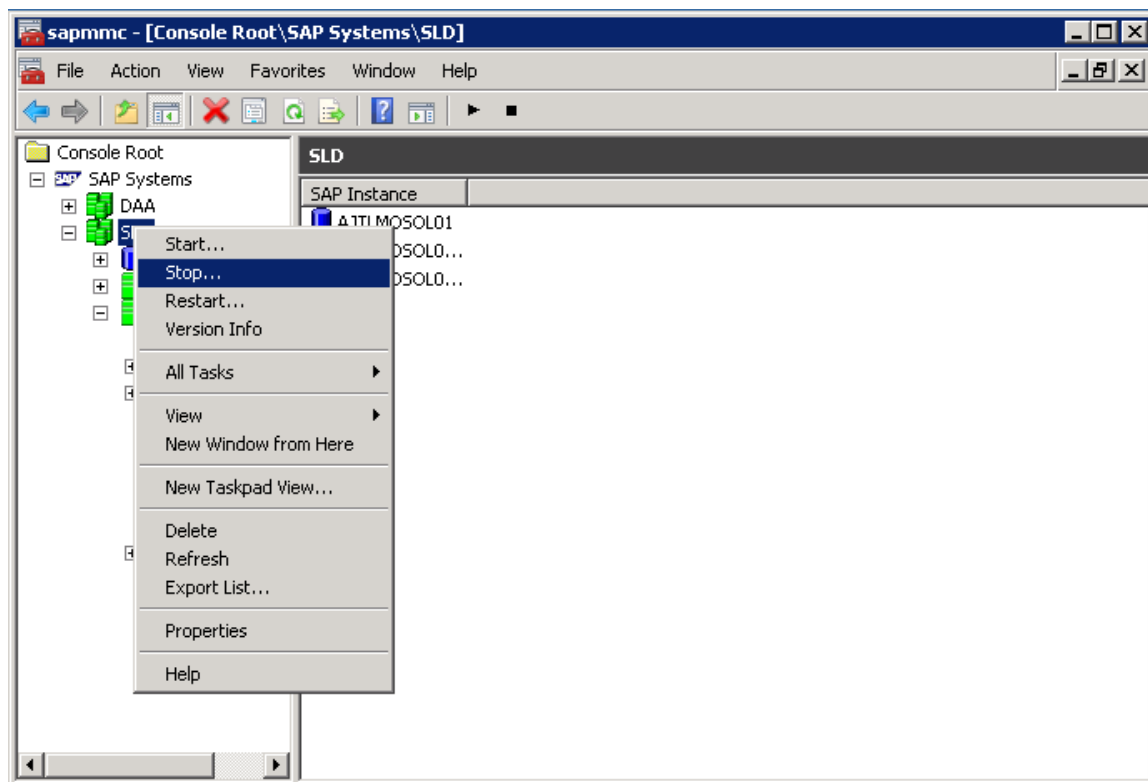 sapmmc - [Console Root\SAP Systems\SLD]
File Action View Favorites Window Help
Console Root
SAP Systems
DAA
SLD
SAP Instance
AJTLMOSOL01
OSOL0...
OSOL0...
Start...
Stop...
Restart...
Version Info
All Tasks
View
New Window from Here
New Taskpad View...
Delete
Refresh
Export List...
Properties
Help